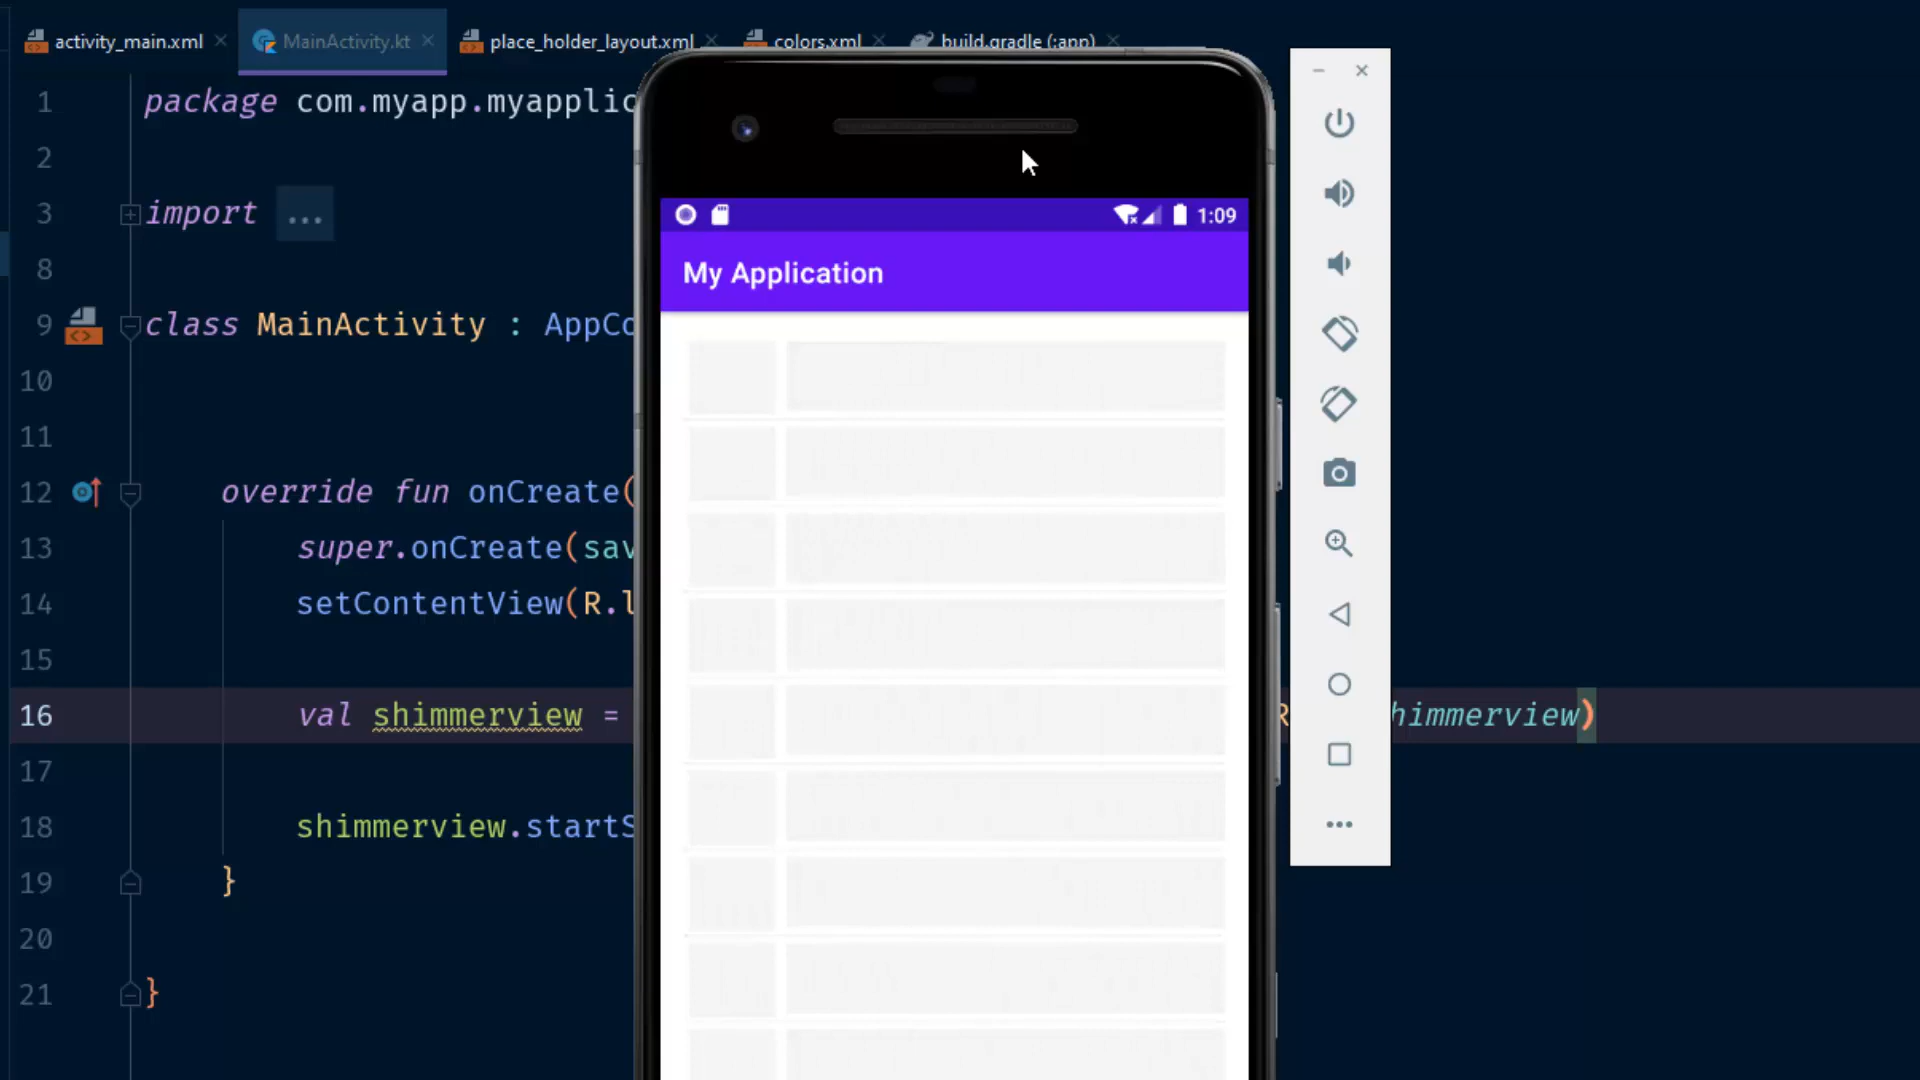 activity_main.xml MainActivity.kt place_holder_layout.xml colors.xml build.gradle (:app)
1 package com.myapp.myapplic
2
3 import ...
8
9 class MainActivity : AppCo
10
11
12 override fun onCreate(
13 super.onCreate(sav
14 setContentView(R.l
15
16 val shimmerview = R himmerview)
17
18 shimmerview.startS
19 }
20
21 }
1:09
My Application